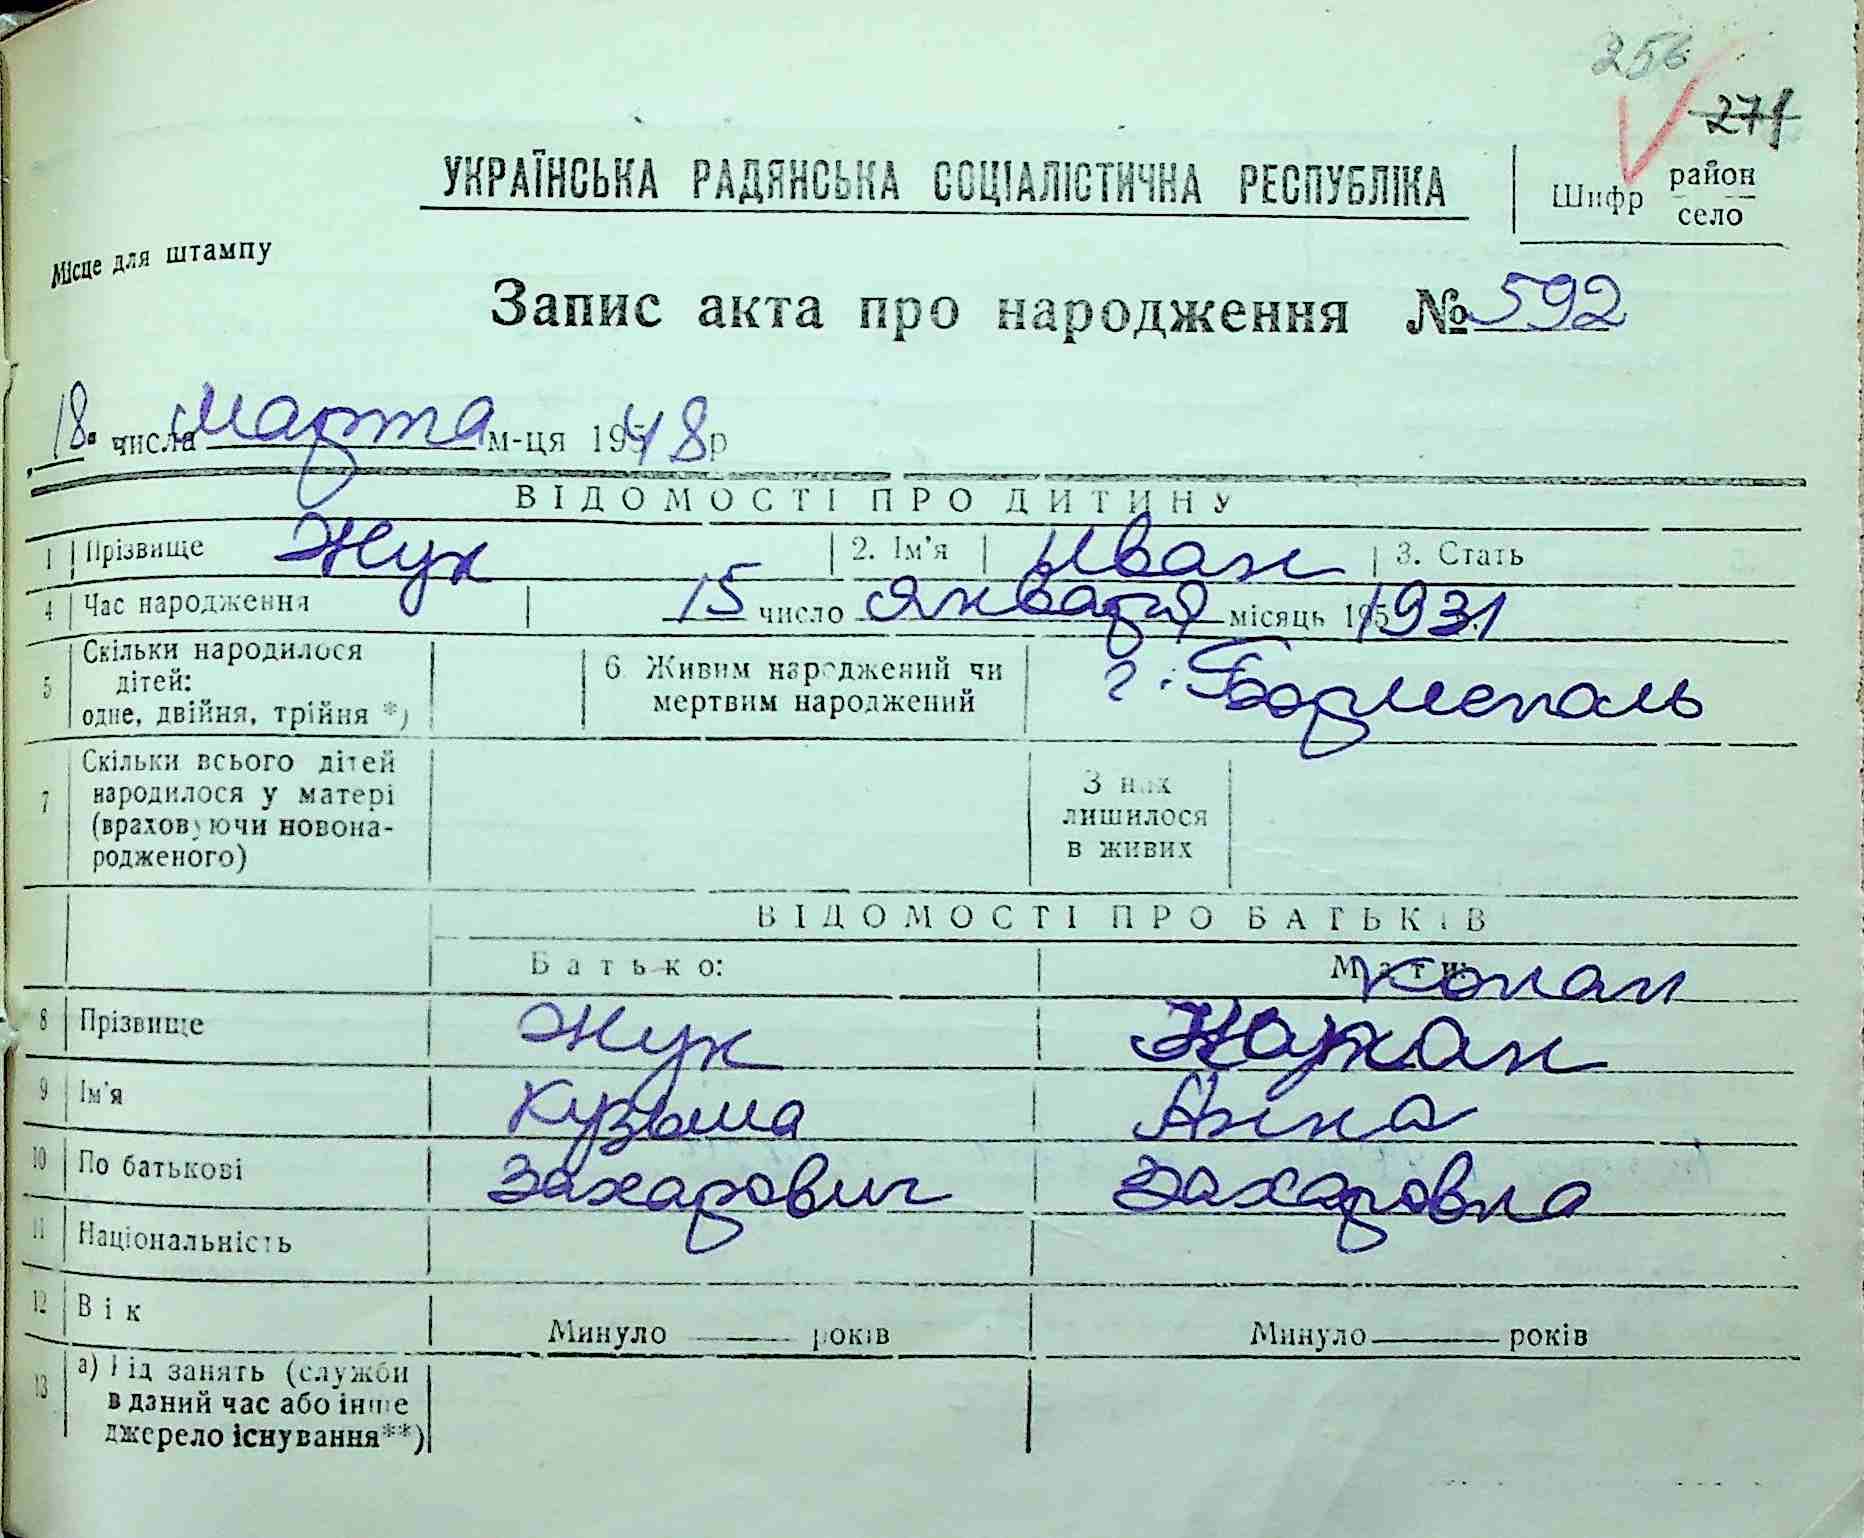 256
271
УКРАЇНСЬКА РАДЯНСЬКА СОЦІАЛІСТИЧНА РЕСПУБЛІКА
Шифр район село
Місце для штампу
Запис акта про народження № 592
18. числа марта м-ця 1948 р
ВІДОМОСТІ ПРО ДИТИНУ
1 Прізвище Жук 2. Ім'я Иван 3. Стать
4 Час народження 15 число января місяць 195 1931
5 Скільки народилося дітей: одне, двійня, трійня *) 6. Живим народжений чи мертвим народжений г. Борисполь
7 Скільки всього дітей народилося у матері (враховуючи новонародженого) З них лишилося в живих
ВІДОМОСТІ ПРО БАТЬКІВ
Батько: Мати:
Копан
8 Прізвище Жук
9 Ім'я Кузьма Анна
10 По батькові Захарович Захаровна
11 Національність
12 Вік Минуло років Минуло років
13 а) Рід занять (служби в даний час або інше джерело існування**)